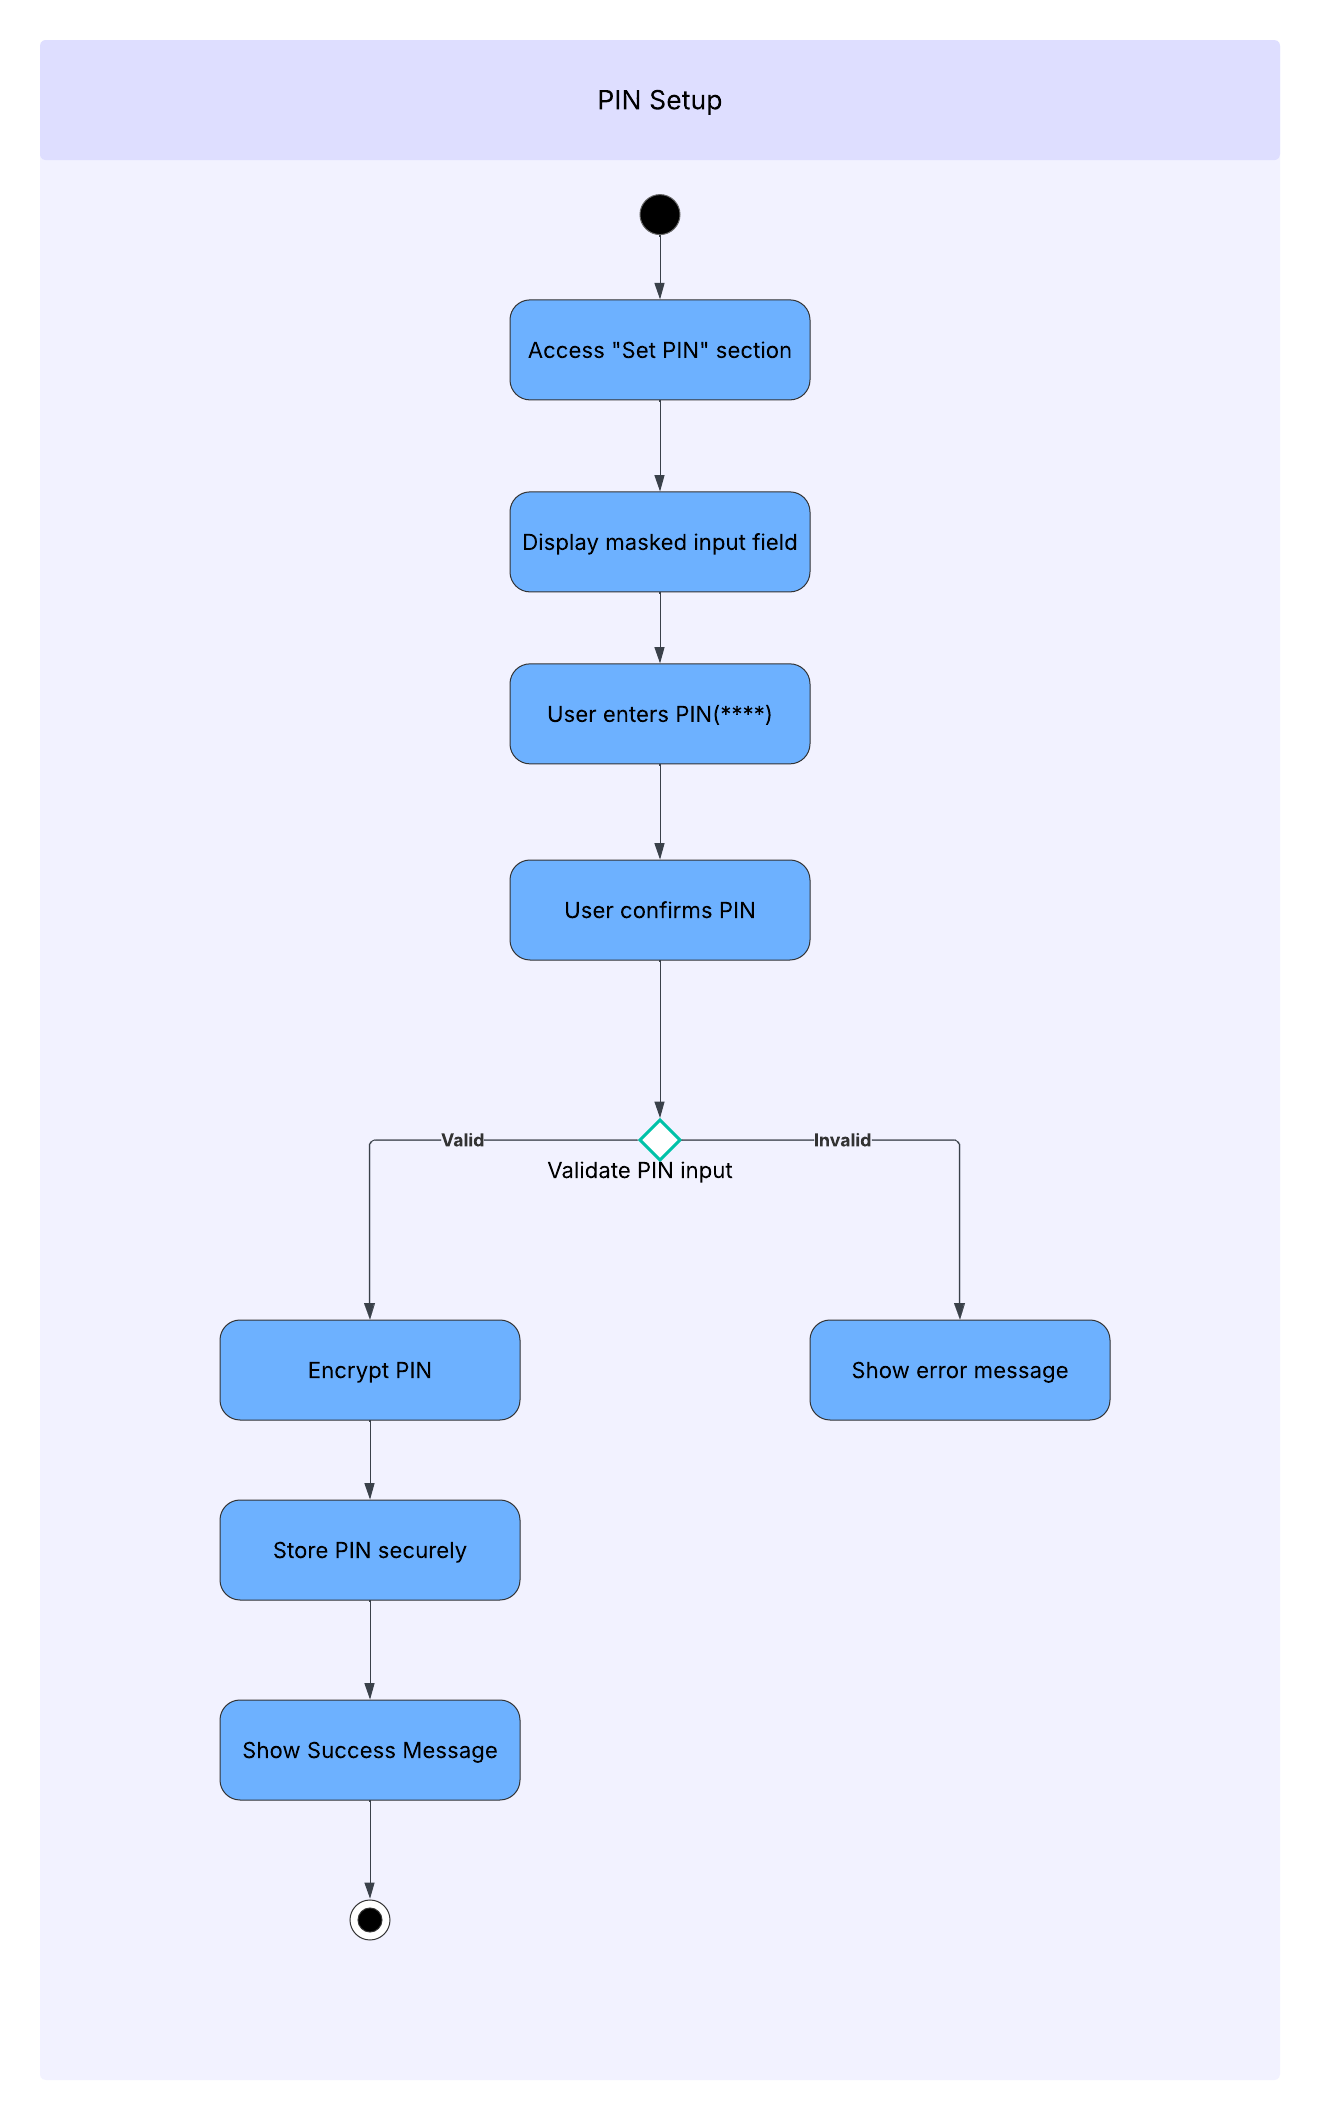 PIN Setup
Access "Set PIN" section
Display masked input field
User enters PIN(****)
User confirms PIN
Valid
Invalid
Validate PIN input
Encrypt PIN
Show error message
Store PIN securely
Show Success Message